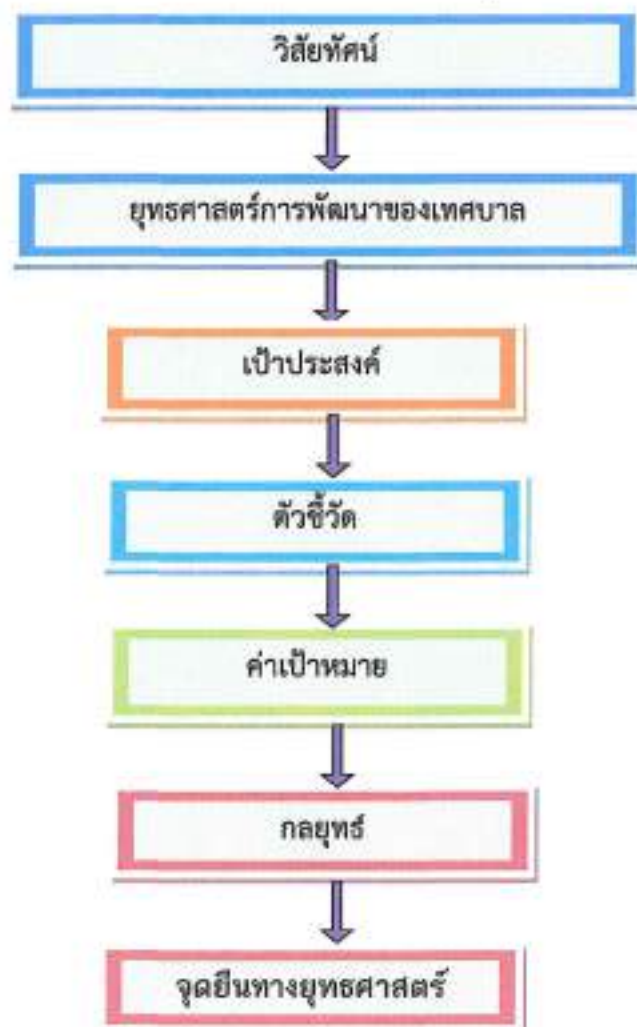 วิสัยทัศน์
ยุทธศาสตร์การพัฒนาของเทศบาล
เป้าประสงค์
ตัวชี้วัด
ค่าเป้าหมาย
กลยุทธ์
จุดยืนทางยุทธศาสตร์